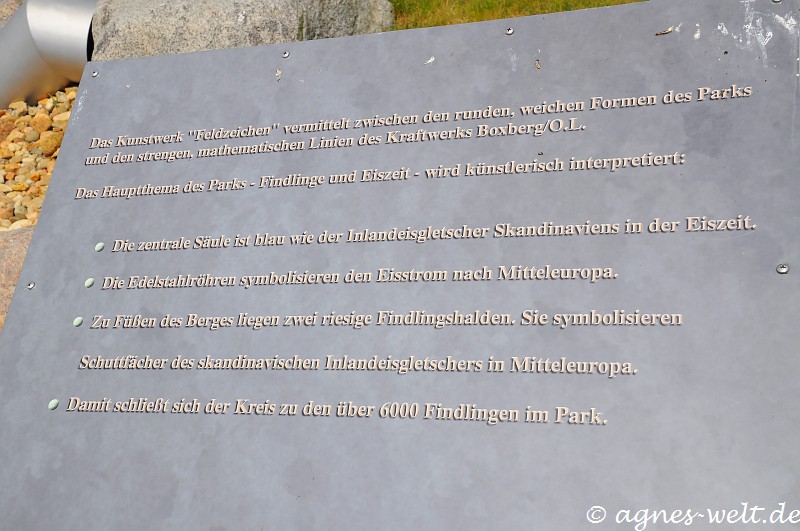 Das Kunstwerk "Feldzeichen" vermittelt zwischen den runden, weichen Formen des Parks
und den strengen, mathematischen Linien des Kraftwerks Boxberg/O.L.
Das Hauptthema des Parks - Findlinge und Eiszeit - wird künstlerisch interpretiert:
Die zentrale Säule ist blau wie der Inlandeisgletscher Skandinaviens in der Eiszeit.
Die Edelstahlröhren symbolisieren den Eisstrom nach Mitteleuropa.
Zu Füßen des Berges liegen zwei riesige Findlingshalden. Sie symbolisieren
Schuttfächer des skandinavischen Inlandeisgletschers in Mitteleuropa.
Damit schließt sich der Kreis zu den über 6000 Findlingen im Park.
© agnes-welt.de